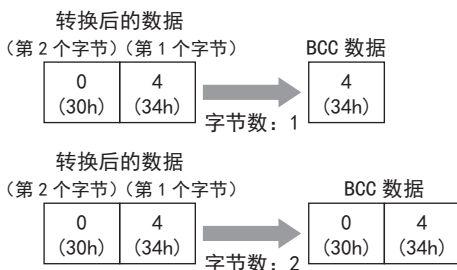 转换后的数据
(第 2 个字节)(第 1 个字节) BCC 数据
0 4 4
(30h) (34h) (34h)
字节数: 1
转换后的数据
(第 2 个字节)(第 1 个字节) BCC 数据
0 4 0 4
(30h) (34h) (30h) (34h)
字节数: 2